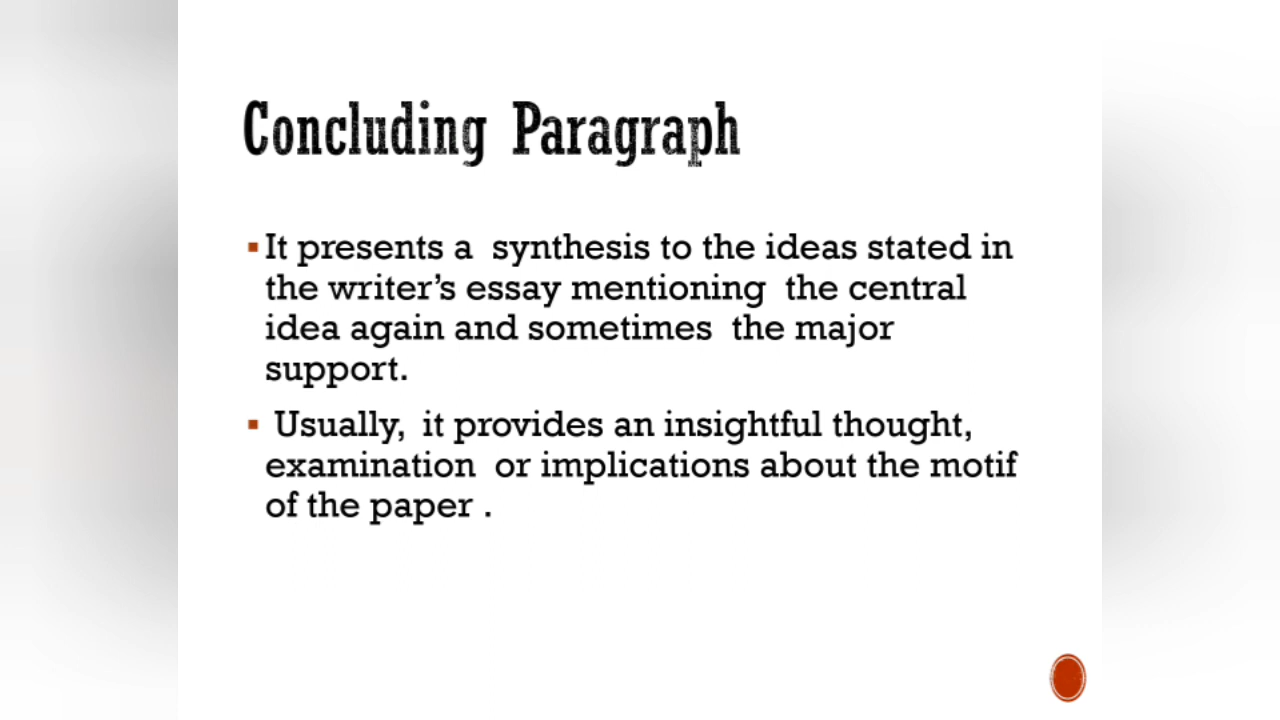 Concluding Paragraph
▪ It presents a synthesis to the ideas stated in
the writer’s essay mentioning the central
idea again and sometimes the major
support.
▪ Usually, it provides an insightful thought,
examination or implications about the motif
of the paper .